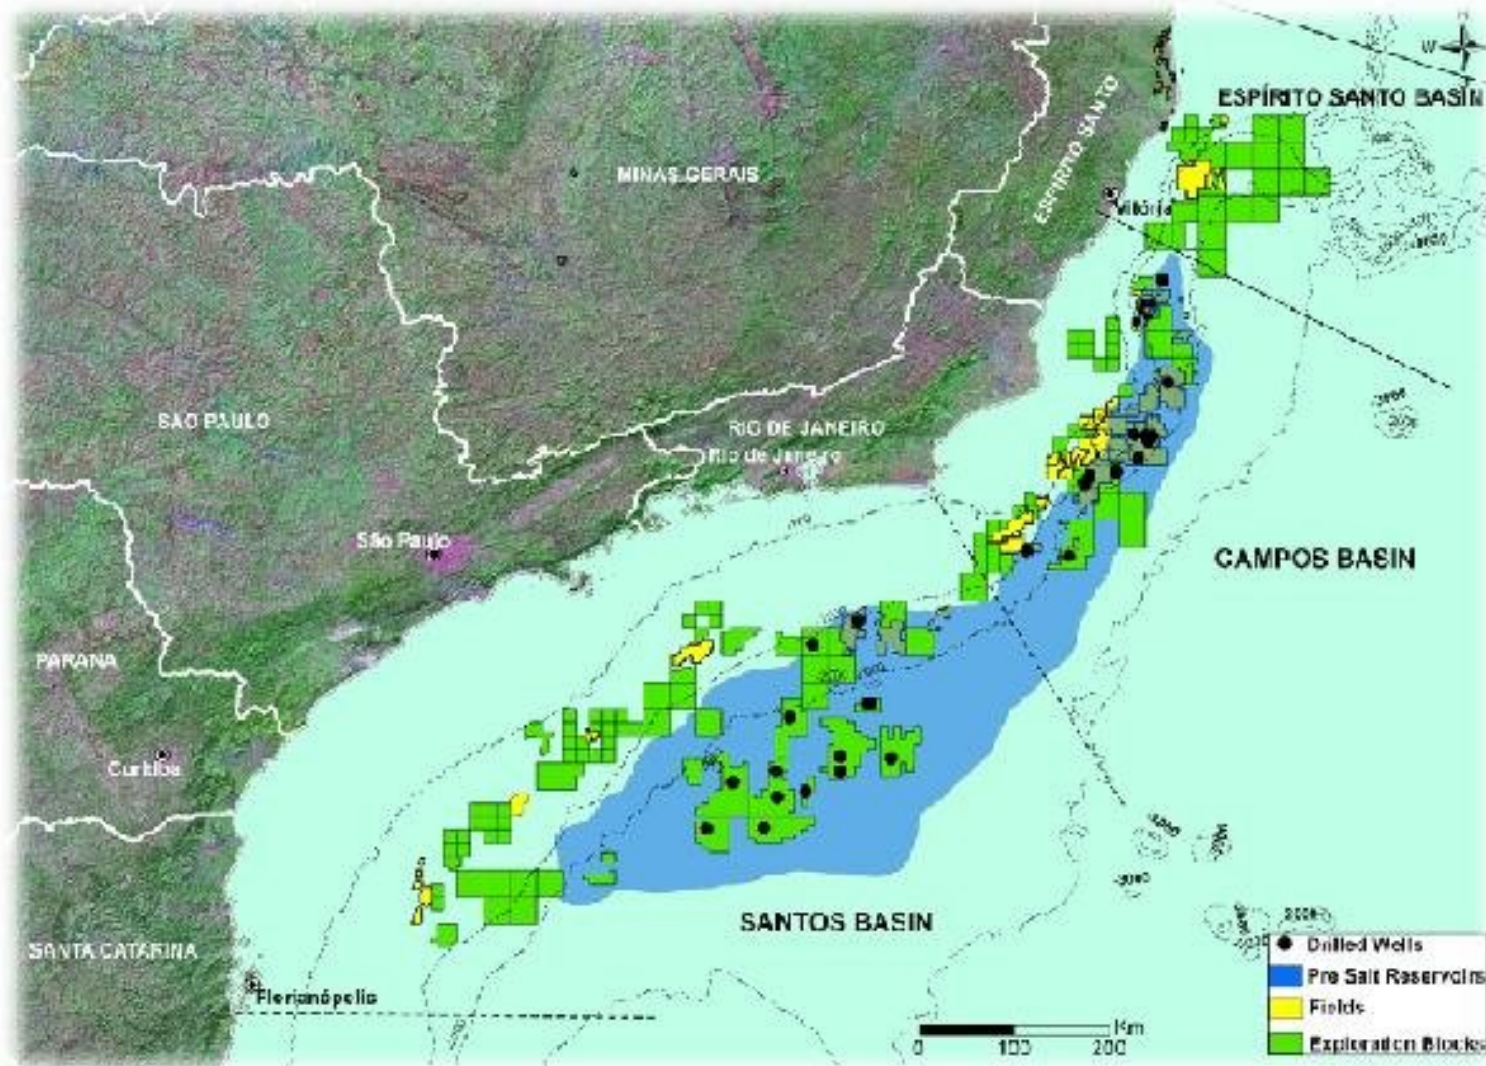 W
ESPÍRITO SANTO BASIN
ESPÍRITO SANTO
MINAS GERAIS
Vitória
-3000
SAO PAULO
RIO DE JANEIRO
Rio de Janeiro
São Paulo
CAMPOS BASIN
PARANA
Curitiba
-3000
SANTOS BASIN
SANTA CATARINA
Florianópolis
Drilled Wells
Pre Salt Reservoirs
Fields
Exploration Blocks
Km
0 100 200